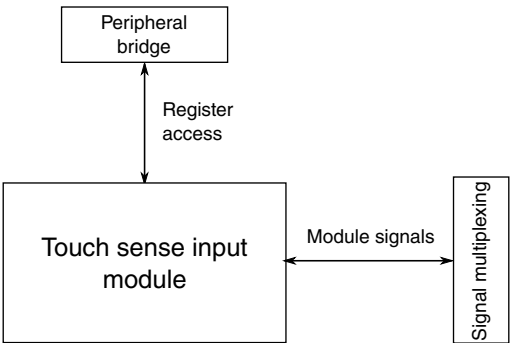 Peripheral
bridge
Register
access
Touch sense input
module
Module signals
Signal multiplexing